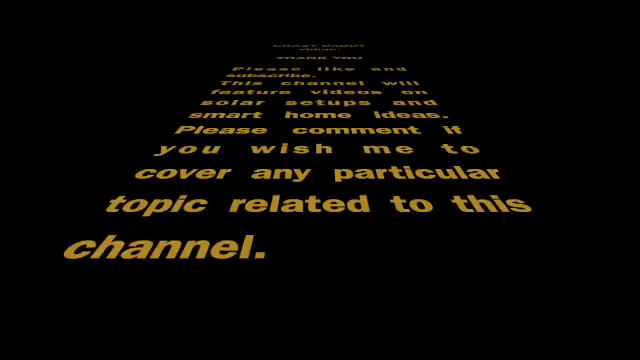 THANK YOU
Please like and
subscribe.
This channel will
feature videos on
solar setups and
smart home ideas.
Please comment if
you wish me to
cover any particular
topic related to this
channel.